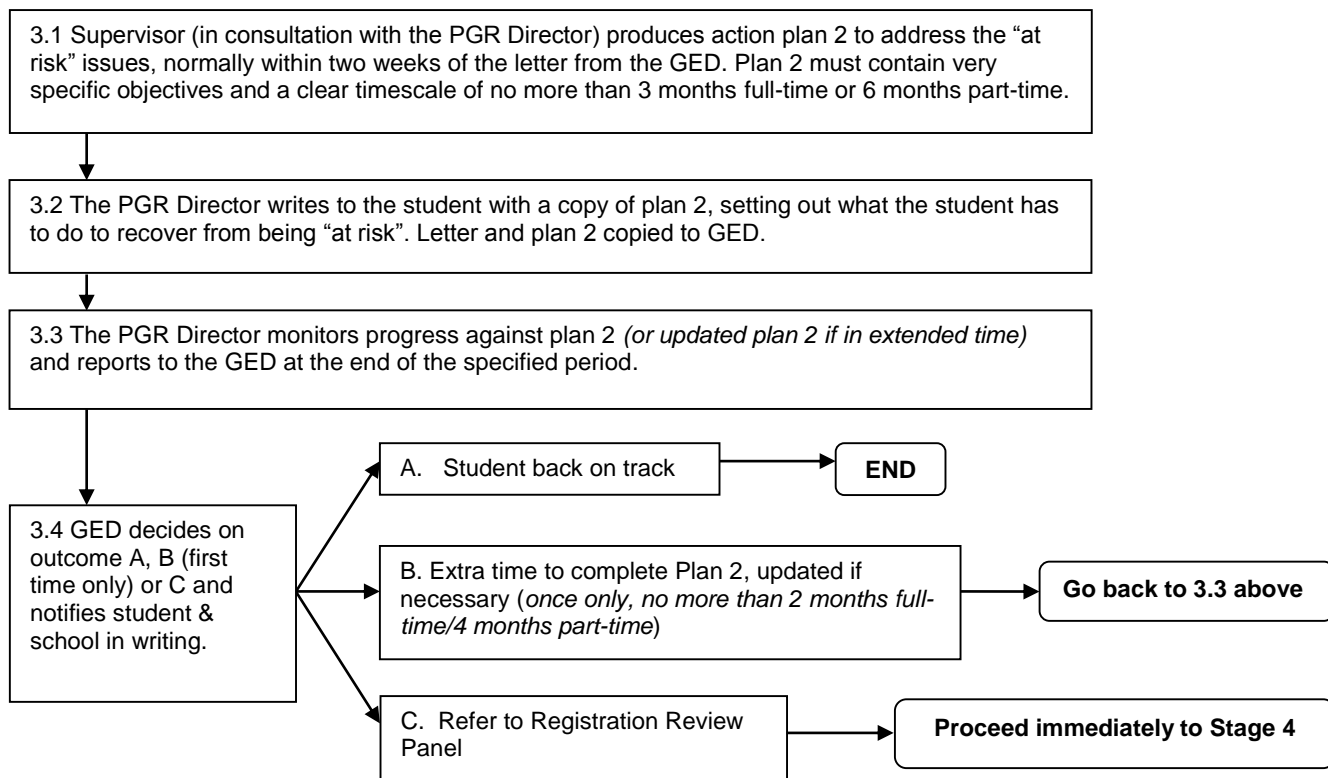 3.1 Supervisor (in consultation with the PGR Director) produces action plan 2 to address the “at
risk” issues, normally within two weeks of the letter from the GED. Plan 2 must contain very
specific objectives and a clear timescale of no more than 3 months full-time or 6 months part-time.
3.2 The PGR Director writes to the student with a copy of plan 2, setting out what the student has
to do to recover from being “at risk”. Letter and plan 2 copied to GED.
3.3 The PGR Director monitors progress against plan 2 (or updated plan 2 if in extended time)
and reports to the GED at the end of the specified period.
A. Student back on track
END
3.4 GED decides on
outcome A, B (first
time only) or C and
notifies student &
school in writing.
B. Extra time to complete Plan 2, updated if
necessary (once only, no more than 2 months full-
time/4 months part-time)
Go back to 3.3 above
C. Refer to Registration Review
Panel
Proceed immediately to Stage 4